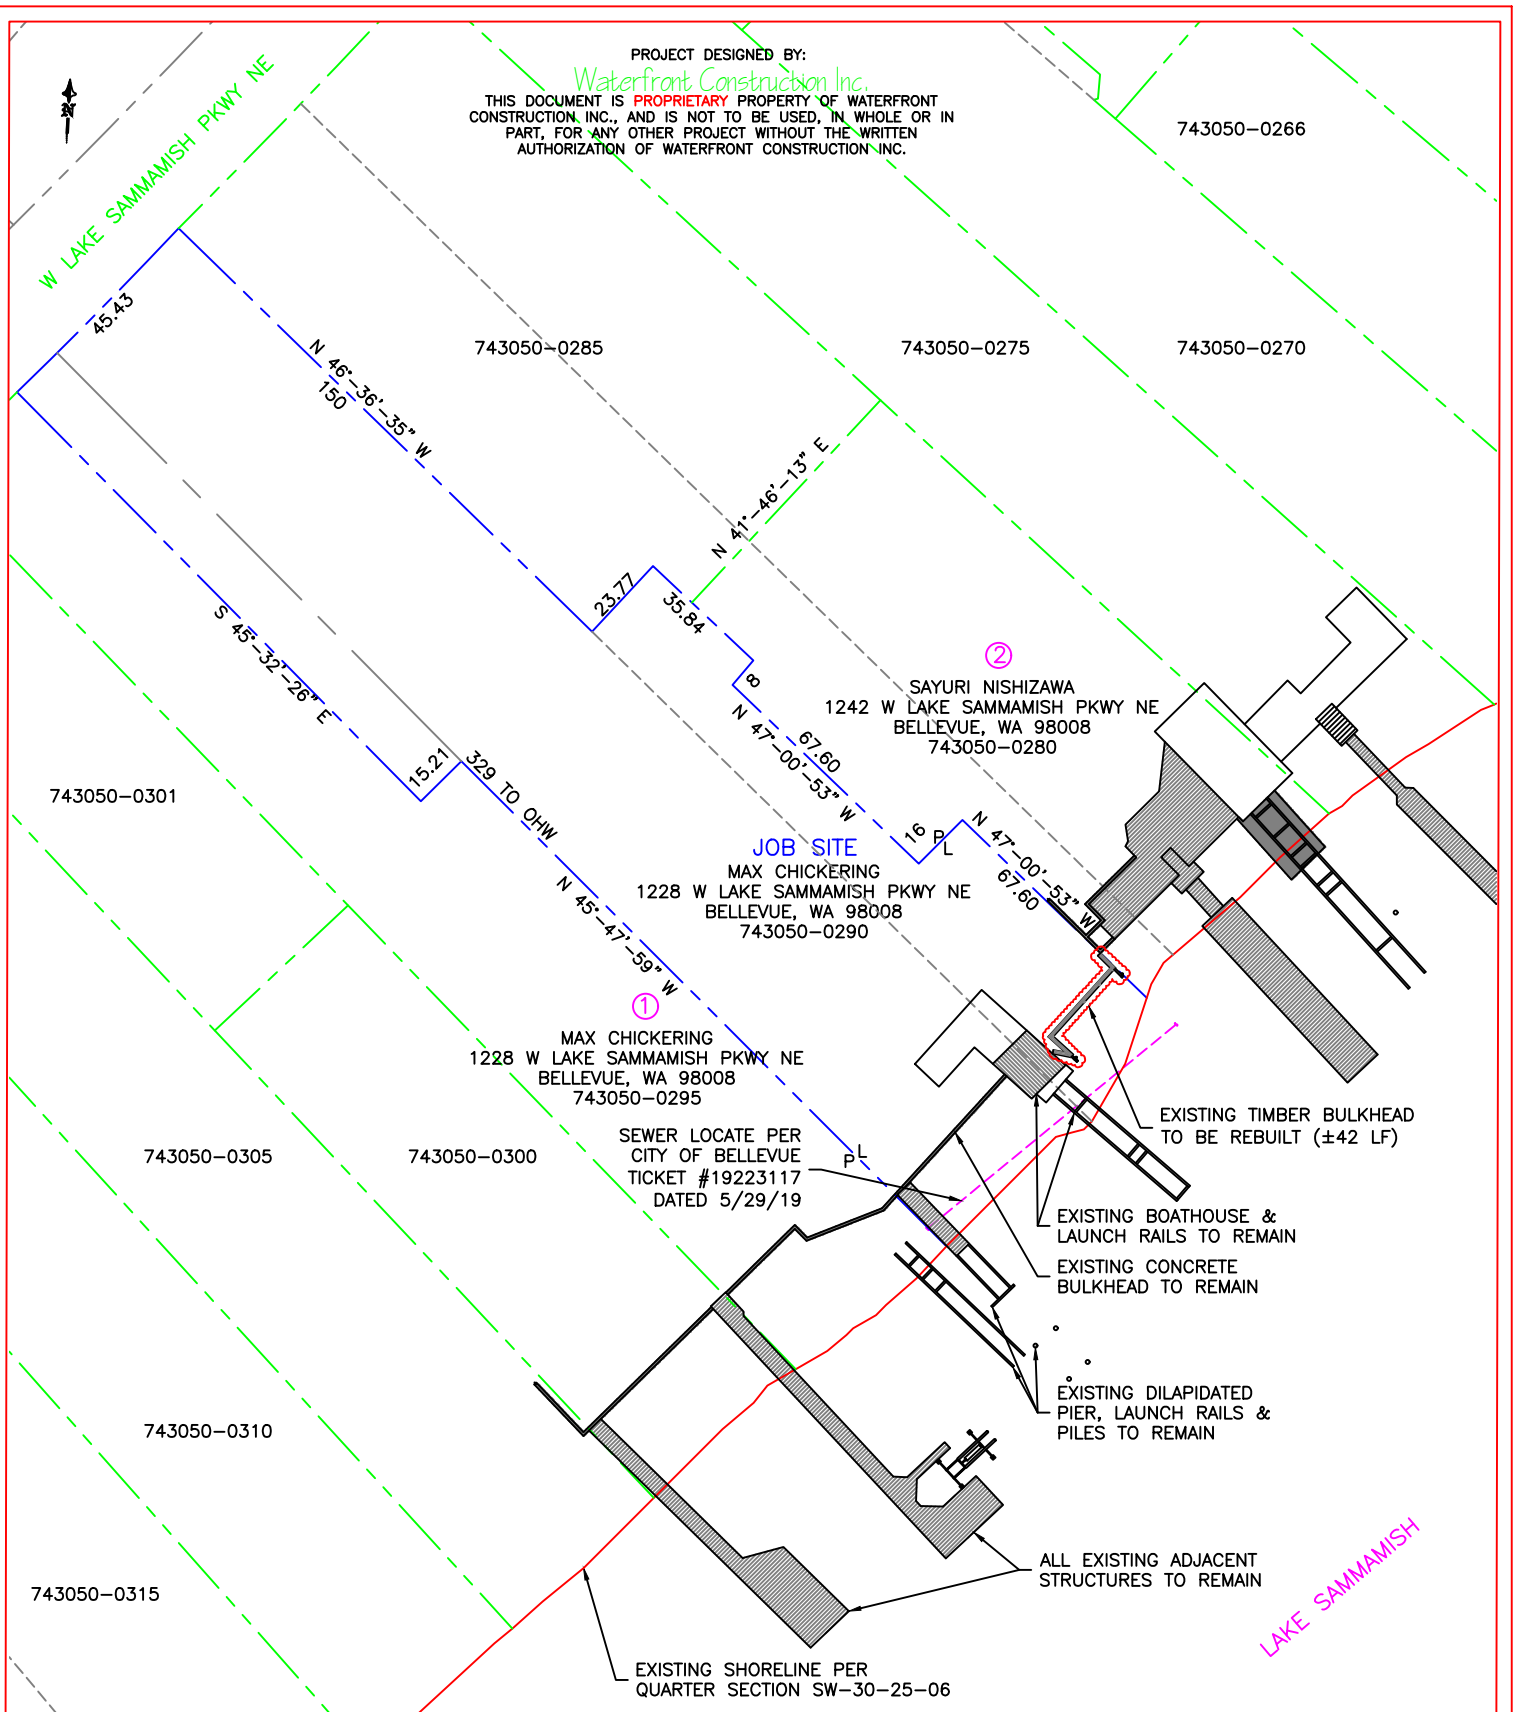 PROJECT DESIGNED BY:
Waterfront Construction Inc.
THIS DOCUMENT IS PROPRIETARY PROPERTY OF WATERFRONT
CONSTRUCTION INC., AND IS NOT TO BE USED, IN WHOLE OR IN
PART, FOR ANY OTHER PROJECT WITHOUT THE WRITTEN
AUTHORIZATION OF WATERFRONT CONSTRUCTION INC.
N
W LAKE SAMMAMISH PKWY NE
743050-0266
45.43
N 46°-36'-35" W
150
743050-0285
743050-0275
743050-0270
N 41°-46'-13" E
23.77
35.84
8
S 45°-32'-26" E
15.21
329 TO OHW
N 45°-47'-59" W
67.60
N 47°-00'-53" W
16
PL
N 47°-00'-53" W
67.60
2
SAYURI NISHIZAWA
1242 W LAKE SAMMAMISH PKWY NE
BELLEVUE, WA 98008
743050-0280
743050-0301
JOB SITE
MAX CHICKERING
1228 W LAKE SAMMAMISH PKWY NE
BELLEVUE, WA 98008
743050-0290
1
MAX CHICKERING
1228 W LAKE SAMMAMISH PKWY NE
BELLEVUE, WA 98008
743050-0295
SEWER LOCATE PER
CITY OF BELLEVUE
TICKET #19223117
DATED 5/29/19
PL
743050-0305
743050-0300
EXISTING TIMBER BULKHEAD
TO BE REBUILT (±42 LF)
EXISTING BOATHOUSE &
LAUNCH RAILS TO REMAIN
EXISTING CONCRETE
BULKHEAD TO REMAIN
EXISTING DILAPIDATED
PIER, LAUNCH RAILS &
PILES TO REMAIN
743050-0310
ALL EXISTING ADJACENT
STRUCTURES TO REMAIN
743050-0315
LAKE SAMMAMISH
EXISTING SHORELINE PER
QUARTER SECTION SW-30-25-06